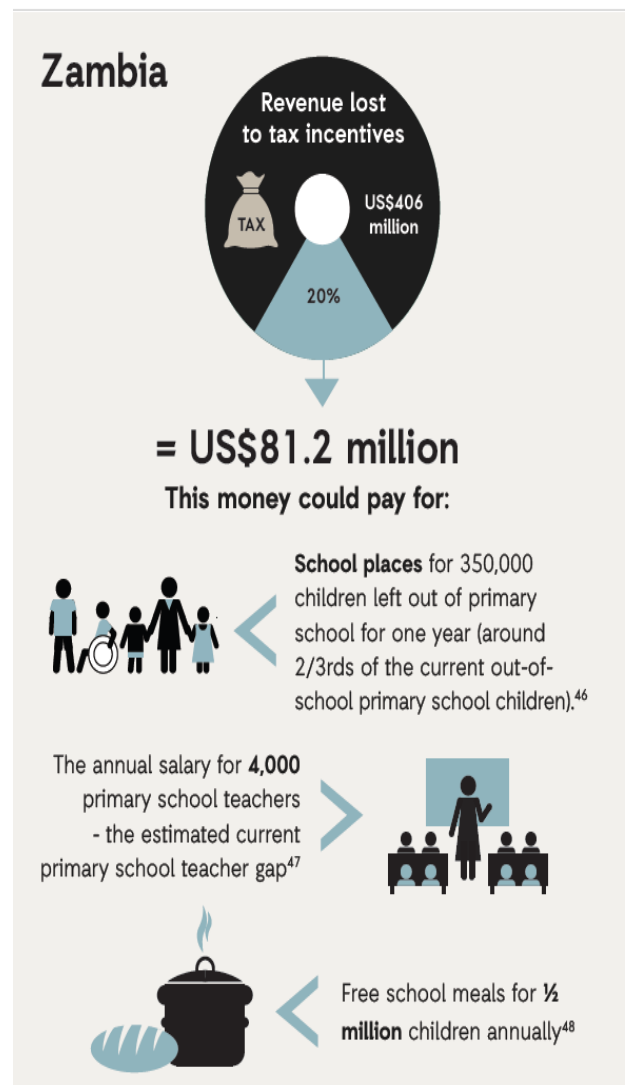 Zambia
Revenue lost
to tax incentives
TAX
US$406
million
20%
= US$81.2 million
This money could pay for:
School places for 350,000
children left out of primary
school for one year (around
2/3rds of the current out-of-
school primary school children).46
The annual salary for 4,000
primary school teachers
- the estimated current
primary school teacher gap47
Free school meals for ½
million children annually48